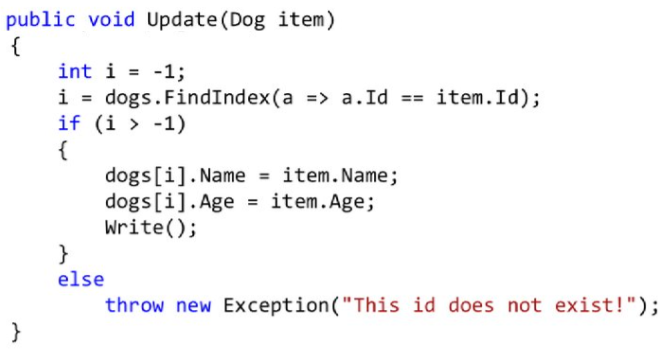 public void Update(Dog item)
{
    int i = -1;
    i = dogs.FindIndex(a => a.Id == item.Id);
    if (i > -1)
    {
        dogs[i].Name = item.Name;
        dogs[i].Age = item.Age;
        Write();
    }
    else
        throw new Exception("This id does not exist!");
}